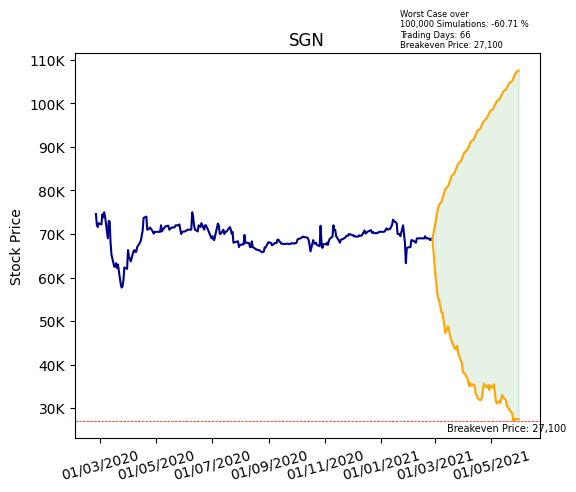 Worst Case over
100,000 Simulations: -60.71 %
Trading Days: 66
Breakeven Price: 27,100
SGN
Stock Price
110K
100K
90K
80K
70K
60K
50K
40K
30K
Breakeven Price: 27,100
01/03/2020
01/05/2020
01/07/2020
01/09/2020
01/11/2020
01/01/2021
01/03/2021
01/05/2021